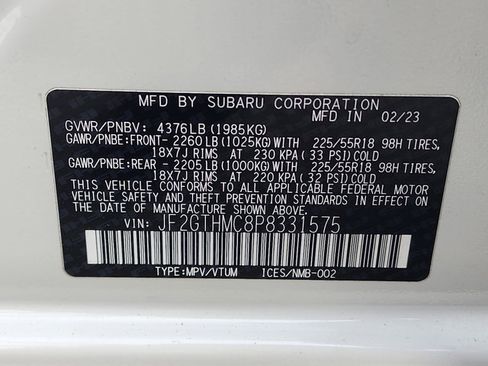 MFD BY SUBARU CORPORATION
GVWR/PNBV: 4376LB(1985KG) MFD. IN 02/23
GAWR/PNBE:FRONT-2260LB(1025KG)WITH 225/55R18 98H TIRES,
18X7J RIMS AT 230 KPA(33 PSI)COLD
GAWR/PNBE:REAR -2205LB(1000KG)WITH 225/55R18 98H TIRES,
18X7J RIMS AT 220 KPA(32 PSI)COLD
THIS VEHICLE CONFORMS TO ALL APPLICABLE FEDERAL MOTOR
VEHICLE SAFETY AND THEFT PREVENTION STANDARDS
IN EFFECT ON THE DATE OF MANUFACTURE SHOWN ABOVE.
VIN: JF2GTHMC8P8331575
TYPE:MPV/VTUM ICES/NMB-002